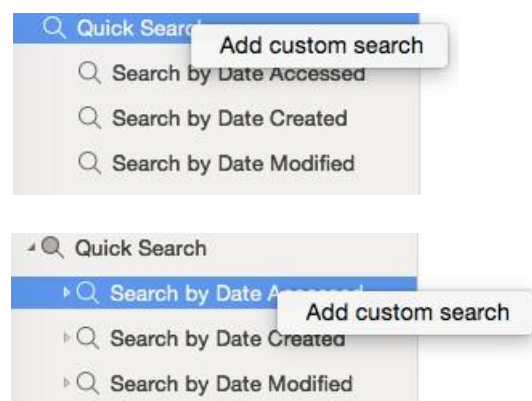 Quick Sear
Add custom search
Search by Date Accessed
Search by Date Created
Search by Date Modified
Quick Search
Search by Date A
Add custom search
Search by Date Created
Search by Date Modified